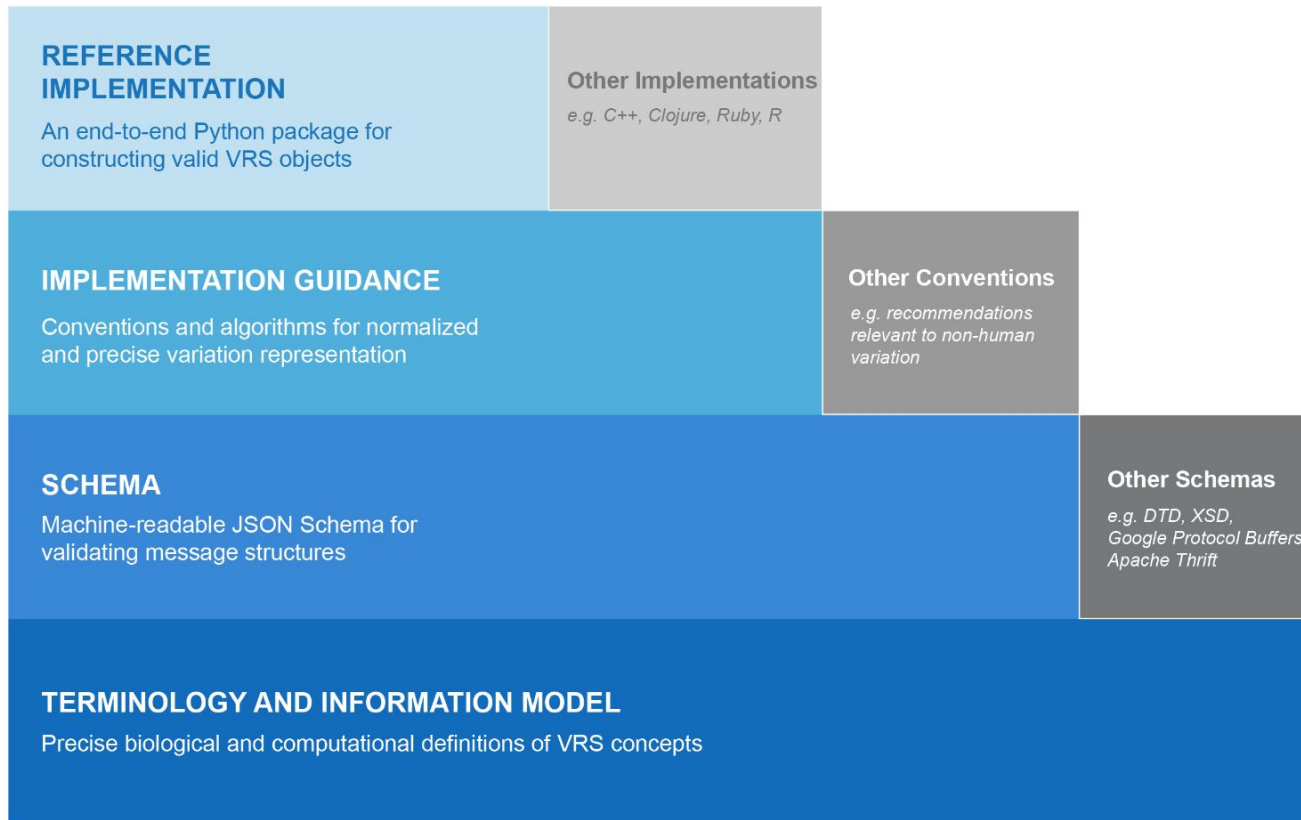 REFERENCE
IMPLEMENTATION
An end-to-end Python package for
constructing valid VRS objects
Other Implementations
e.g. C++, Clojure, Ruby, R
IMPLEMENTATION GUIDANCE
Conventions and algorithms for normalized
and precise variation representation
Other Conventions
e.g. recommendations
relevant to non-human
variation
SCHEMA
Machine-readable JSON Schema for
validating message structures
Other Schemas
e.g. DTD, XSD,
Google Protocol Buffers
Apache Thrift
TERMINOLOGY AND INFORMATION MODEL
Precise biological and computational definitions of VRS concepts